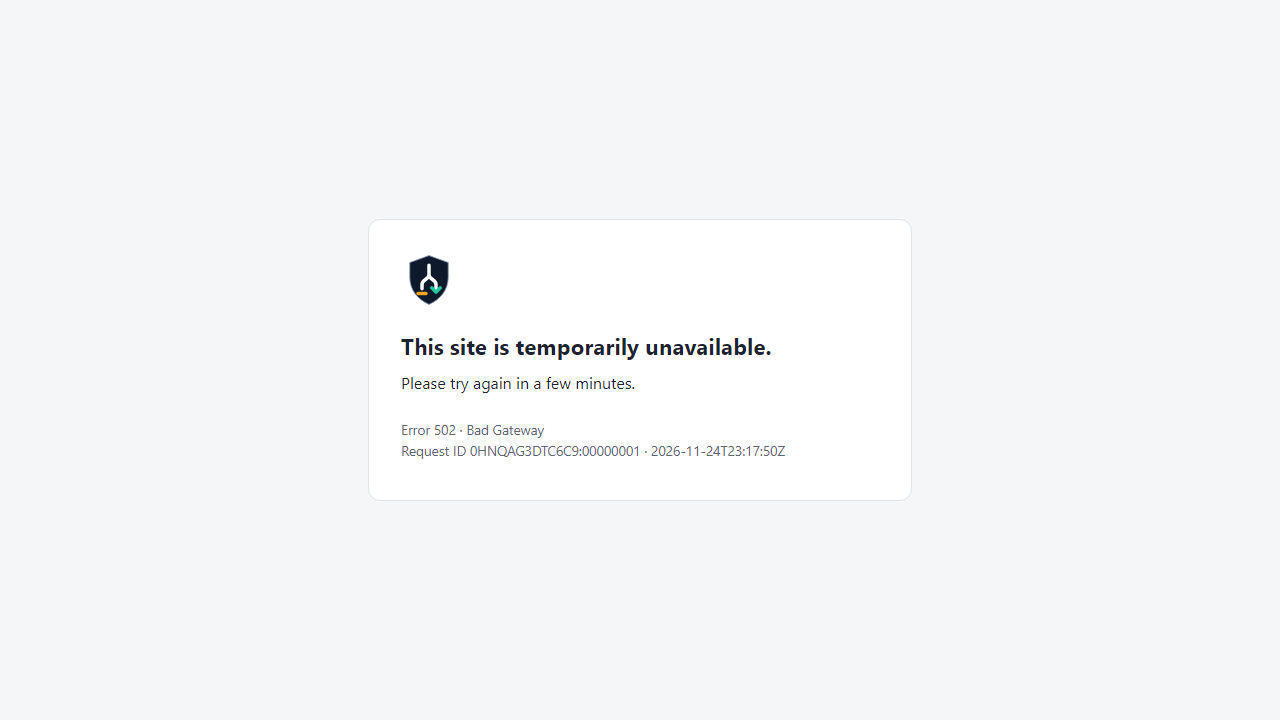 This site is temporarily unavailable.
Please try again in a few minutes.
Error 502 · Bad Gateway
Request ID 0HNQAG3DTC6C9:00000001 · 2026-11-24T23:17:50Z